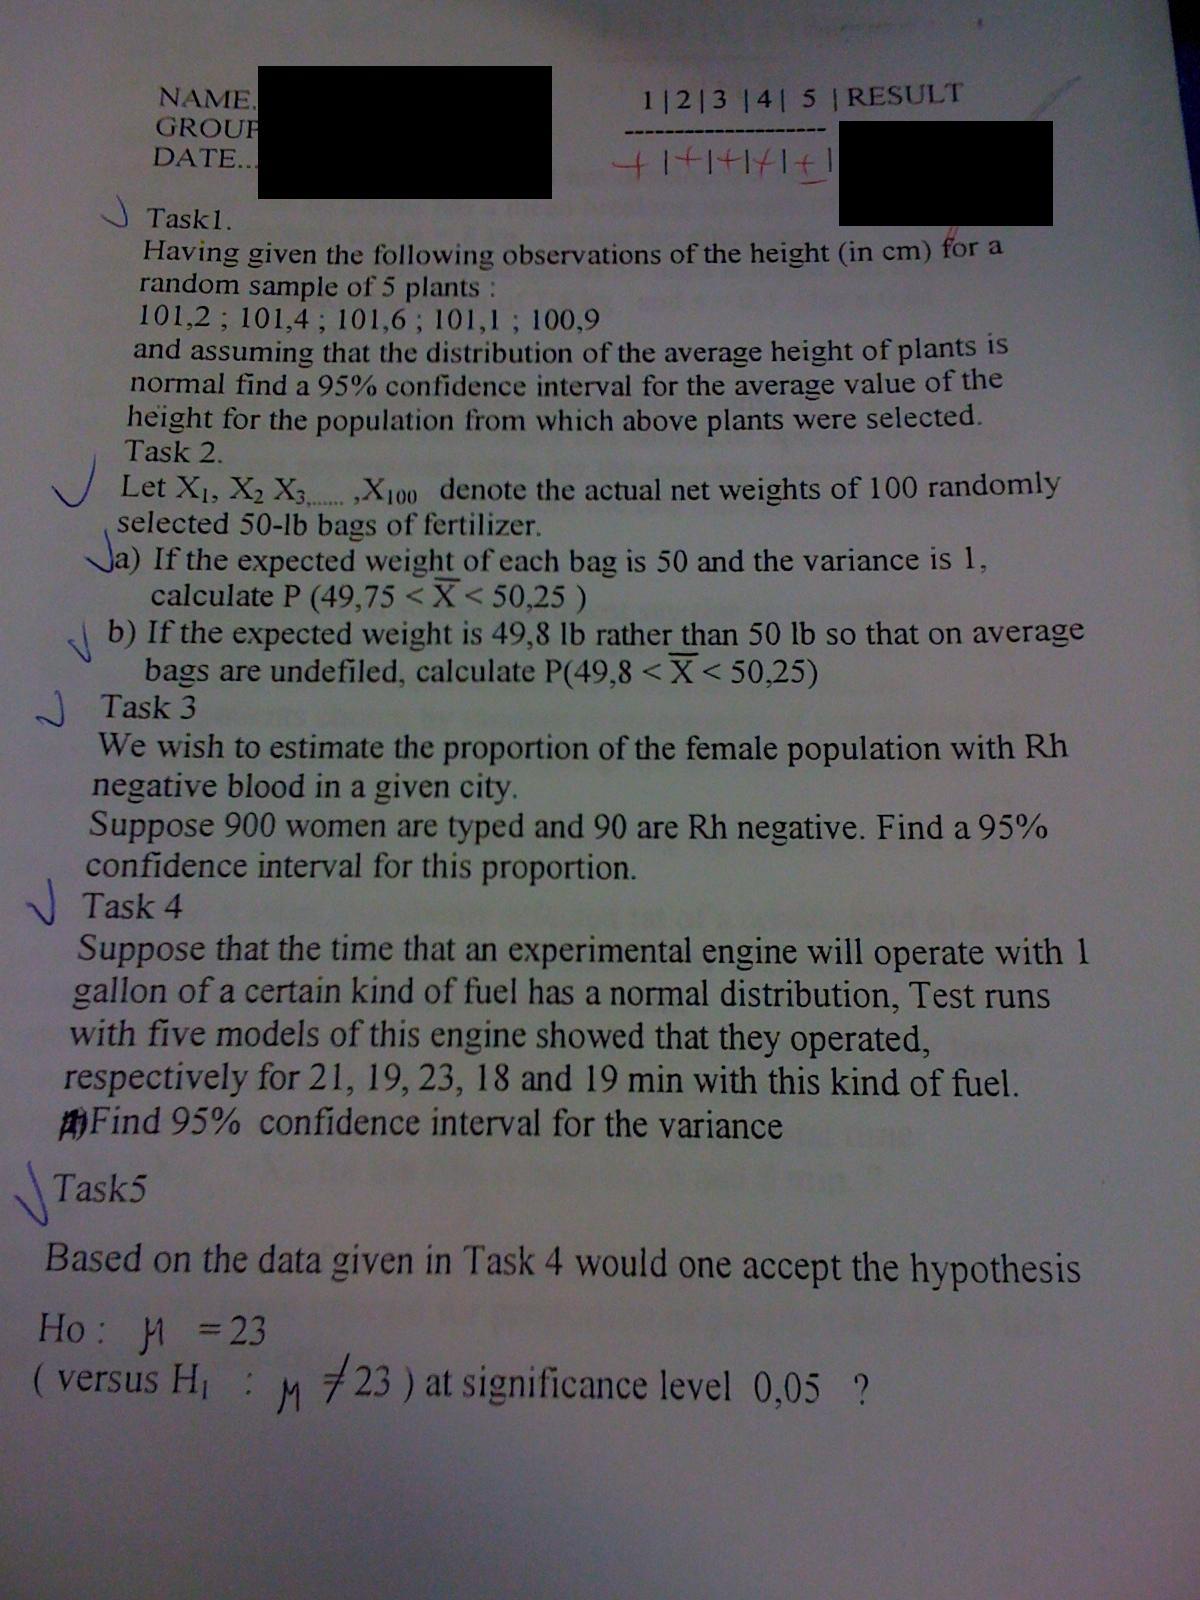 NAME.
GROUP
DATE...
1|2|3 |4| 5 | RESULT
--------------------
+ |+|+|+|+|
Task1.
Having given the following observations of the height (in cm) for a
random sample of 5 plants :
101,2 ; 101,4 ; 101,6 ; 101,1 ; 100,9
and assuming that the distribution of the average height of plants is
normal find a 95% confidence interval for the average value of the
height for the population from which above plants were selected.
Task 2.
Let X₁, X₂ X₃,...... ,X₁₀₀ denote the actual net weights of 100 randomly
selected 50-lb bags of fertilizer.
a) If the expected weight of each bag is 50 and the variance is 1,
calculate P (49,75 < X̅ < 50,25 )
b) If the expected weight is 49,8 lb rather than 50 lb so that on average
bags are undefiled, calculate P(49,8 < X̅ < 50,25)
Task 3
We wish to estimate the proportion of the female population with Rh
negative blood in a given city.
Suppose 900 women are typed and 90 are Rh negative. Find a 95%
confidence interval for this proportion.
Task 4
Suppose that the time that an experimental engine will operate with 1
gallon of a certain kind of fuel has a normal distribution, Test runs
with five models of this engine showed that they operated,
respectively for 21, 19, 23, 18 and 19 min with this kind of fuel.
Find 95% confidence interval for the variance
Task5
Based on the data given in Task 4 would one accept the hypothesis
Ho : μ = 23
( versus H₁ : μ ≠ 23 ) at significance level 0,05 ?